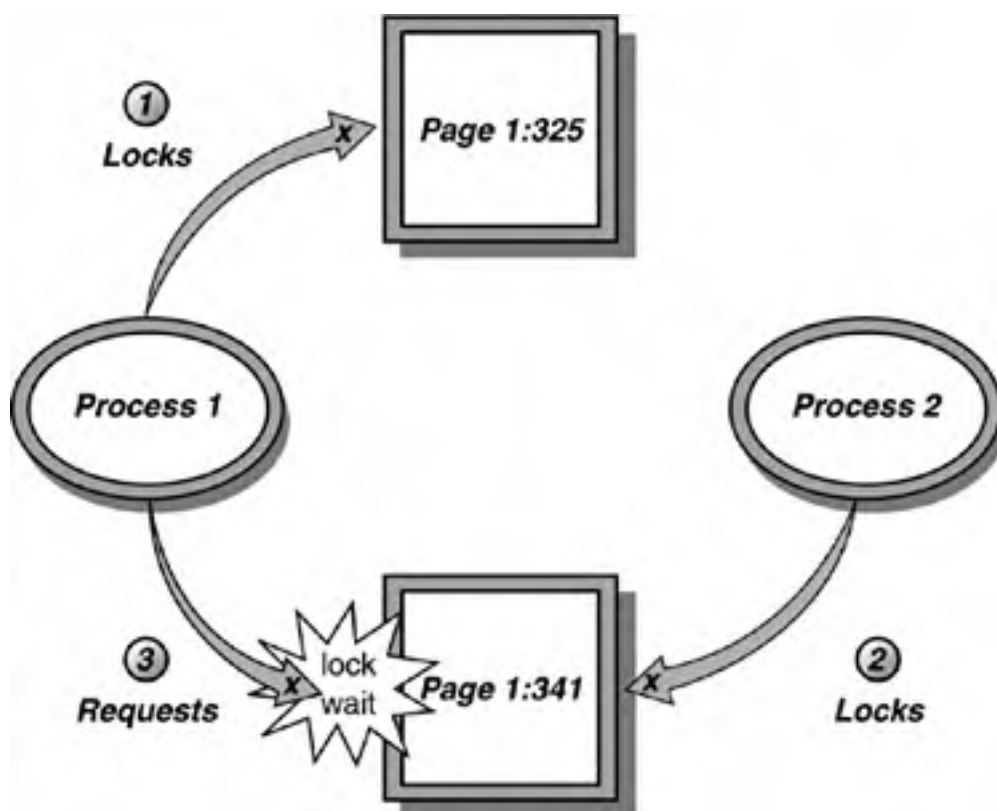 1
Locks
x
Page 1:325
Process 1
Process 2
3
Requests
x
lock
wait
Page 1:341
x
2
Locks